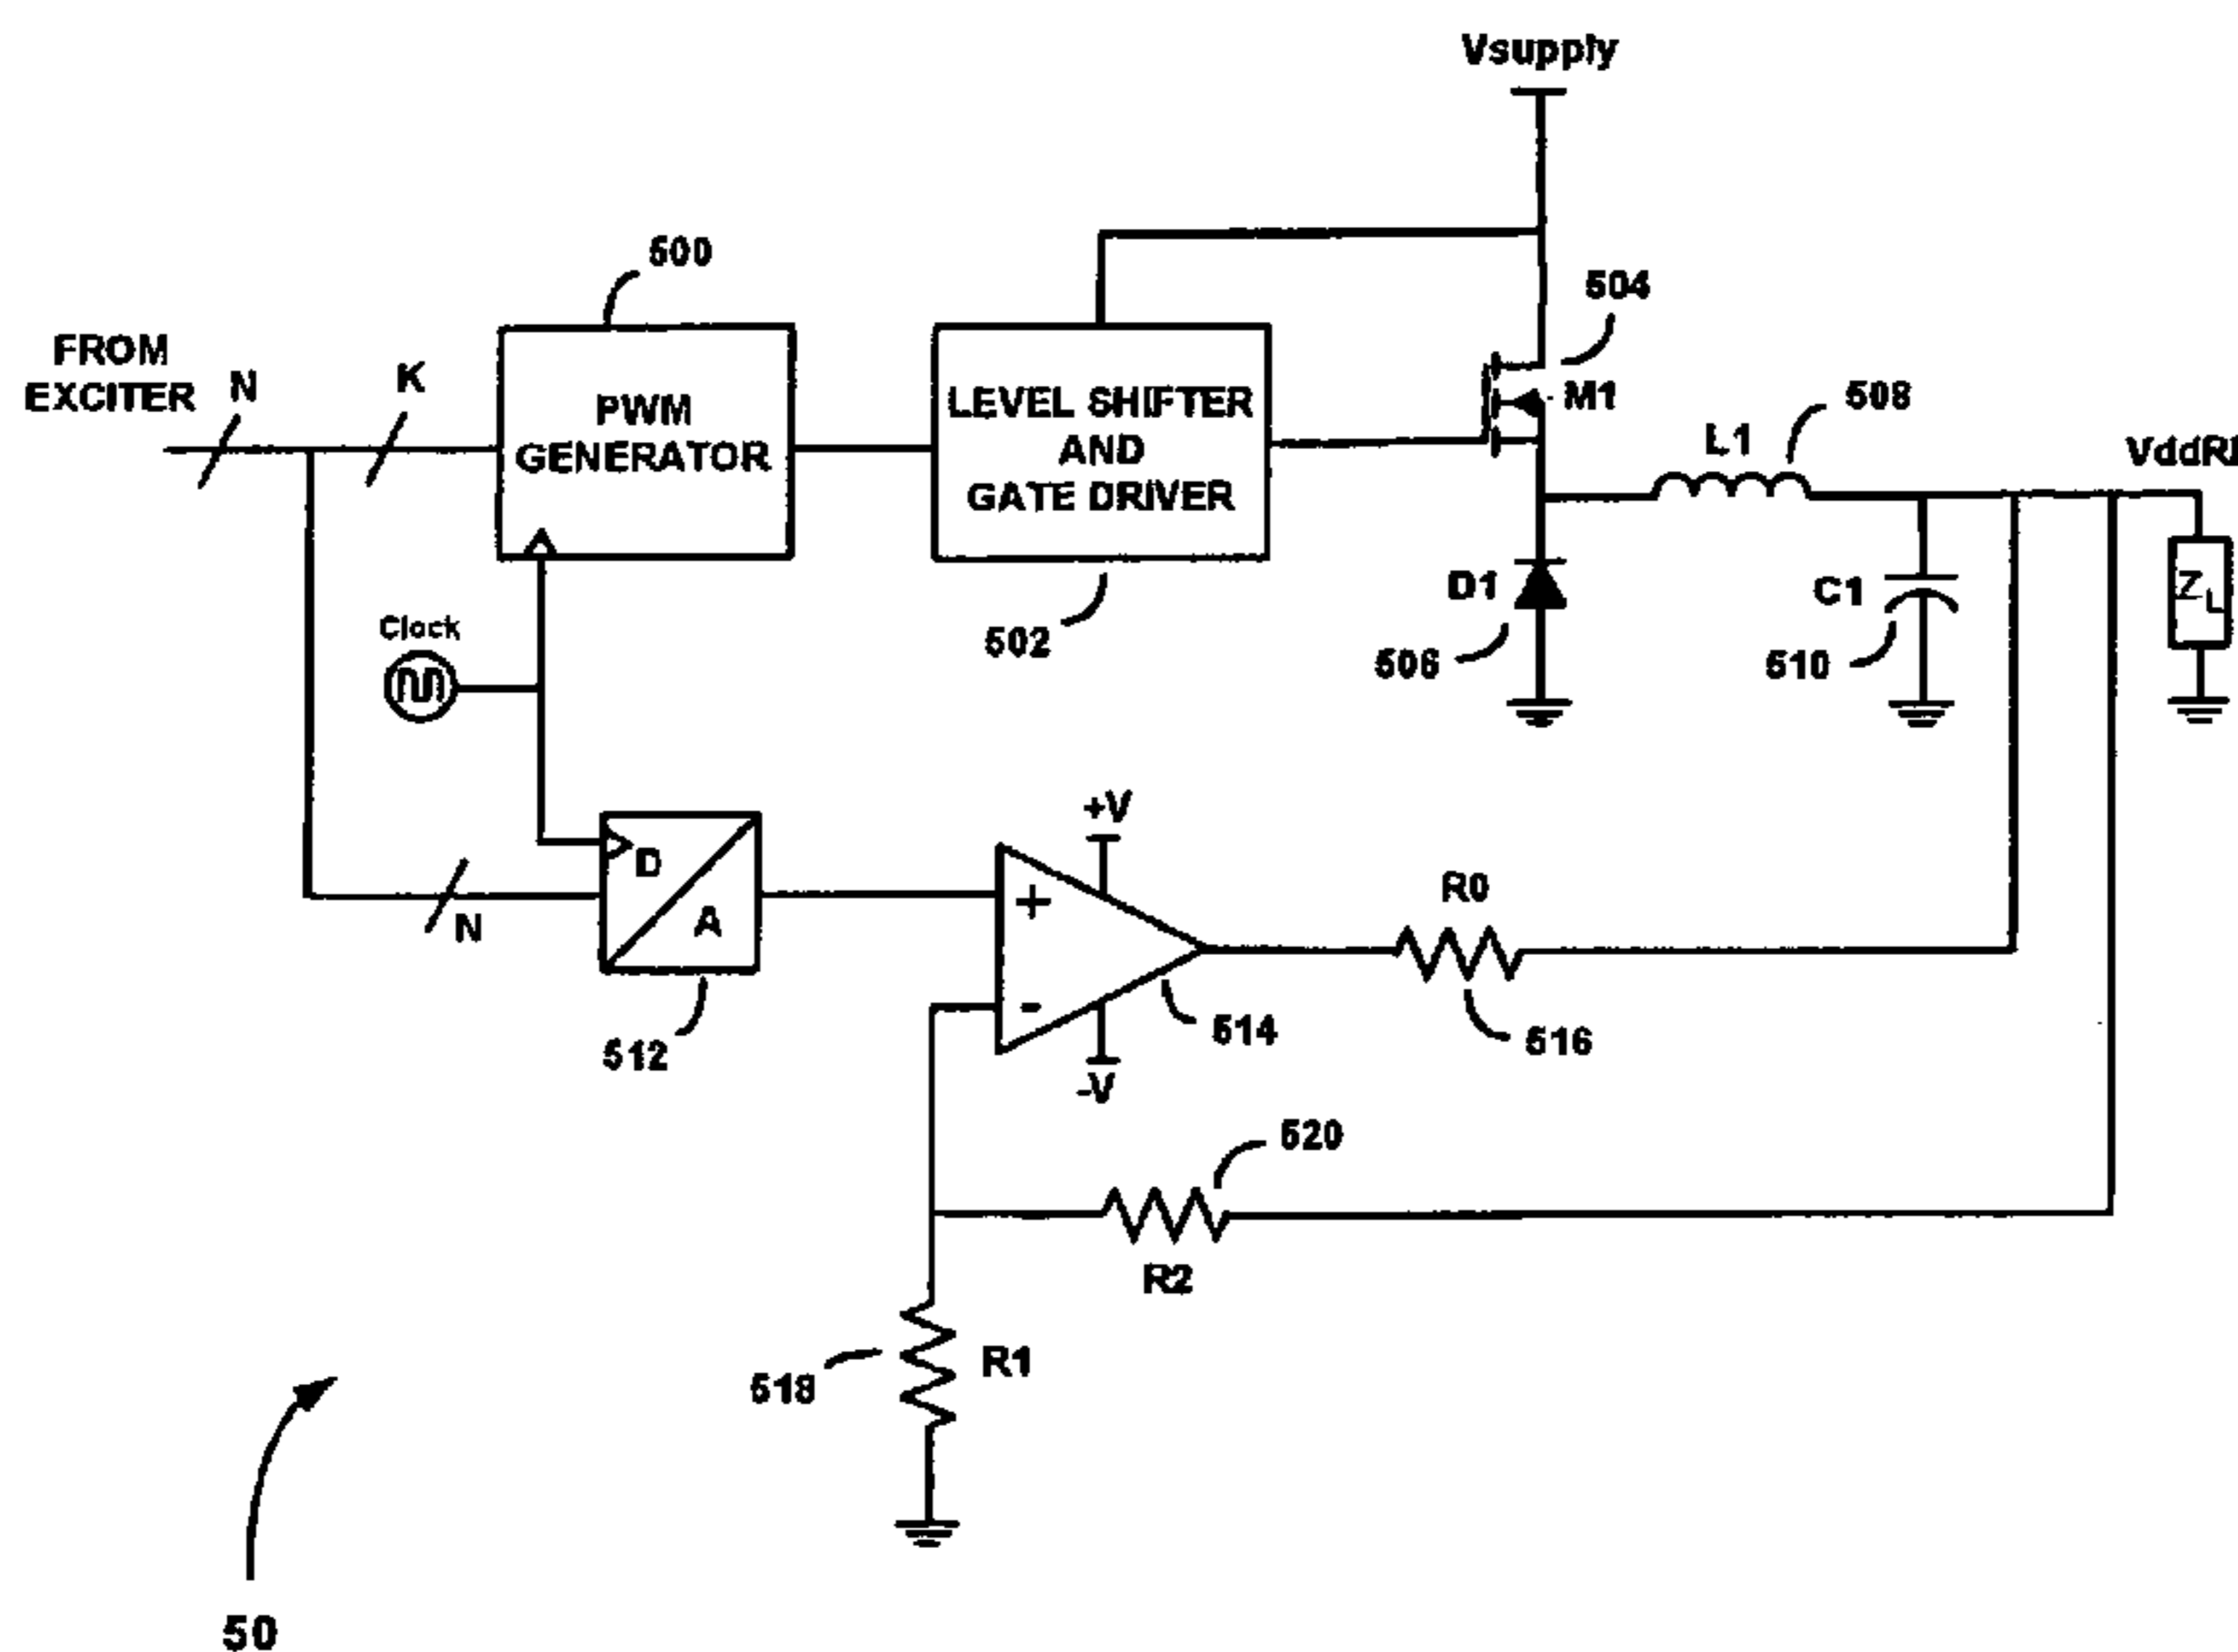 Vsupply
500
504
FROM
EXCITER
N
K
PWM
GENERATOR
LEVEL SHIFTER
AND
GATE DRIVER
M1
508
L1
Clock
502
D1
506
C1
510
Z L
+V
D
A
N
+
-
R0
512
514
516
-V
520
R2
518
R1
50